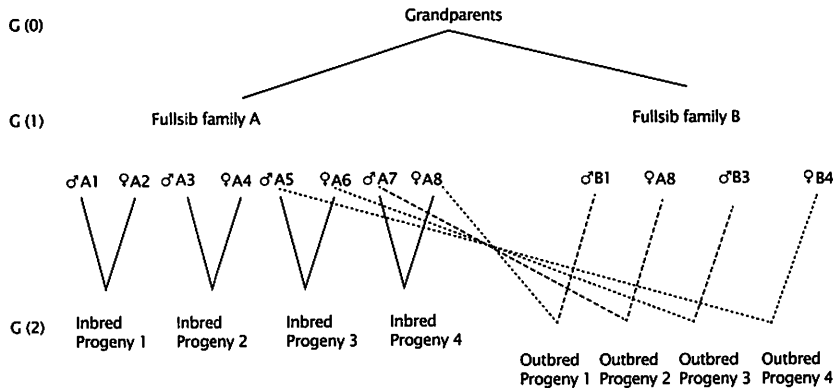 G (0)
Grandparents
G (1)
Fullsib family A
Fullsib family B
♂A1 ♀A2 ♂A3 ♀A4 ♂A5 ♀A6 ♂A7 ♀A8 ♂B1 ♀A8 ♂B3 ♀B4
G (2)
Inbred
Progeny 1
Inbred
Progeny 2
Inbred
Progeny 3
Inbred
Progeny 4
Outbred
Progeny 1
Outbred
Progeny 2
Outbred
Progeny 3
Outbred
Progeny 4